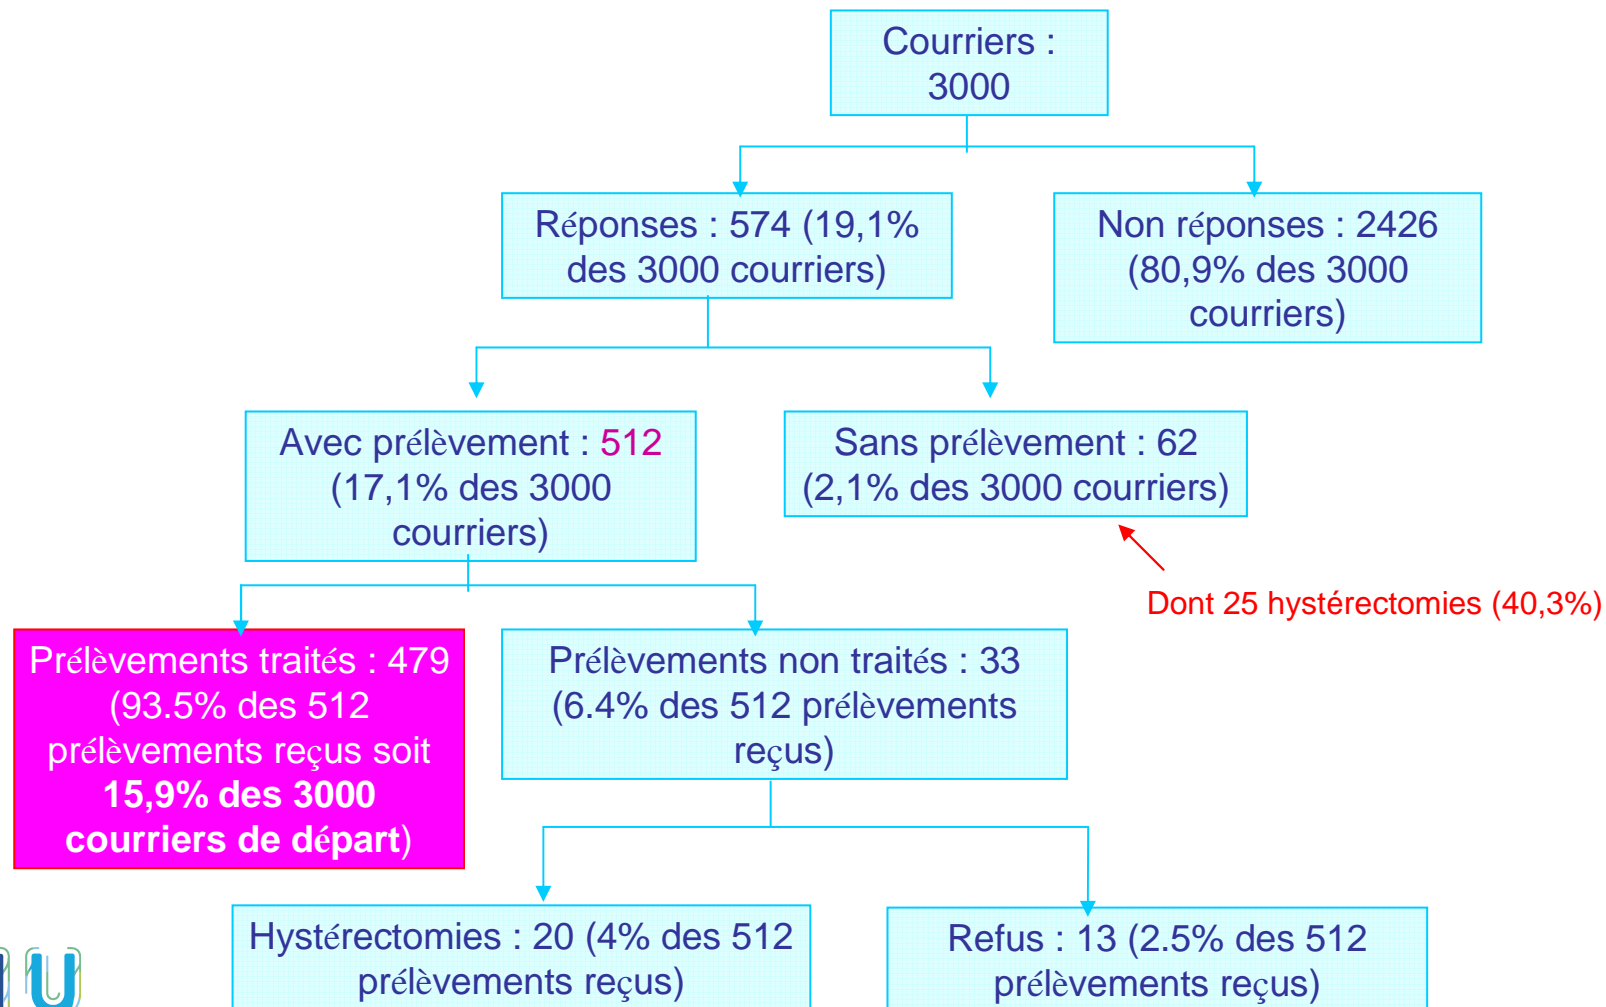 Courriers :
3000
Réponses : 574 (19,1%
des 3000 courriers)
Non réponses : 2426
(80,9% des 3000
courriers)
Avec prélèvement : 512
(17,1% des 3000
courriers)
Sans prélèvement : 62
(2,1% des 3000 courriers)
Dont 25 hystérectomies (40,3%)
Prélèvements traités : 479
(93.5% des 512
prélèvements reçus soit
15,9% des 3000
courriers de départ)
Prélèvements non traités : 33
(6.4% des 512 prélèvements
reçus)
Hystérectomies : 20 (4% des 512
prélèvements reçus)
Refus : 13 (2.5% des 512
prélèvements reçus)